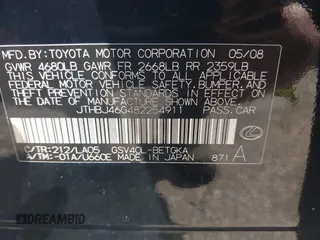 MFD.BY:TOYOTA MOTOR CORPORATION 05/08
GVWR 4680LB GAWR FR 2668LB RR 2359LB
THIS VEHICLE CONFORMS TO ALL APPLICABLE
FEDERAL MOTOR VEHICLE SAFETY, BUMPER,
AND THEFT PREVENTION STANDARDS IN EFFECT ON
THE DATE OF MANUFACTURE SHOWN ABOVE.
JTHBJ46G482254911 PASS.CAR
C/TR:212/LA05 GSV40L-BETGKA
A/TM:-01A/U660E MADE IN JAPAN 871 A